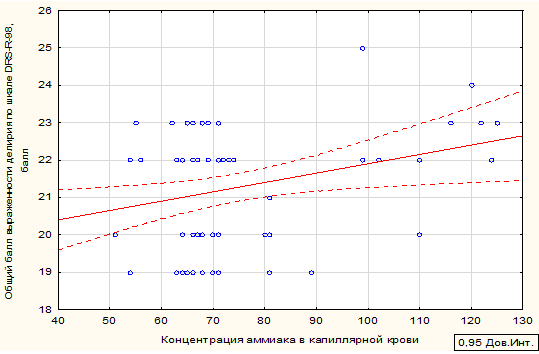 Общий балл выраженности делирия по шкале DRS-R-98,
балл
26
25
24
23
22
21
20
19
18
40 50 60 70 80 90 100 110 120 130
Концентрация аммиака в капиллярной крови
0,95 Дов.Инт.